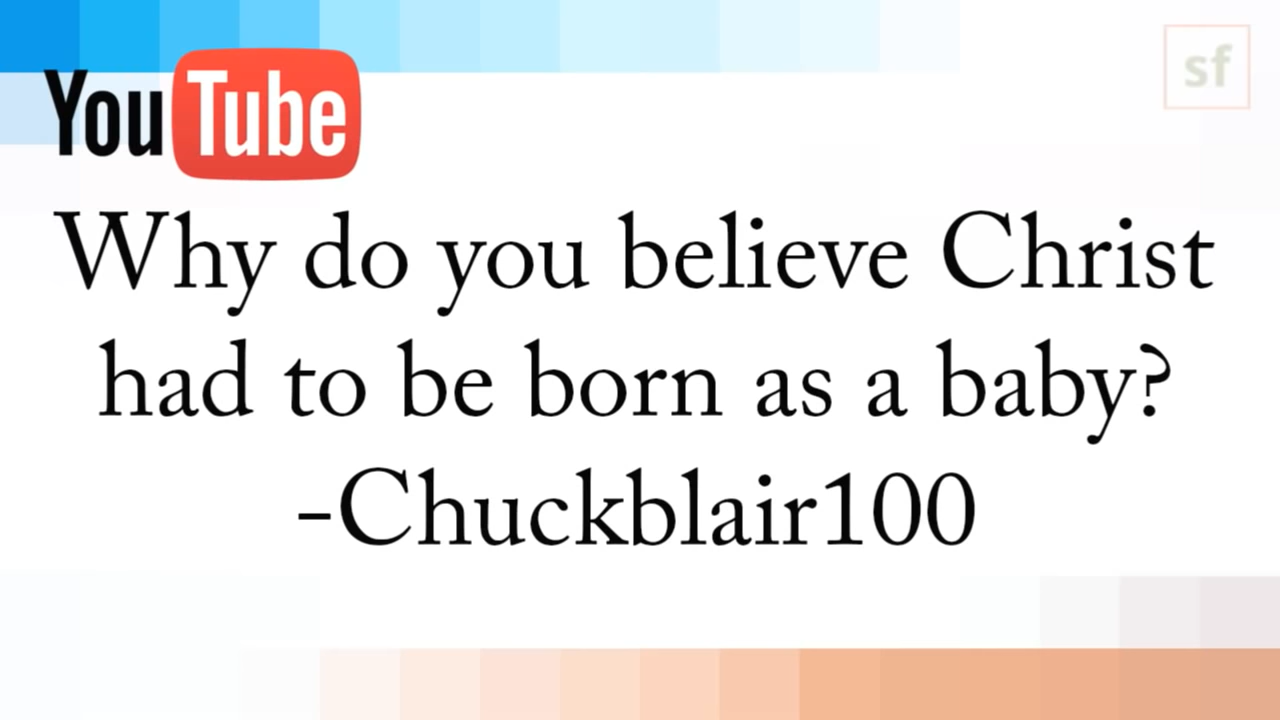 YouTube
sf
Why do you believe Christ
had to be born as a baby?
-Chuckblair100